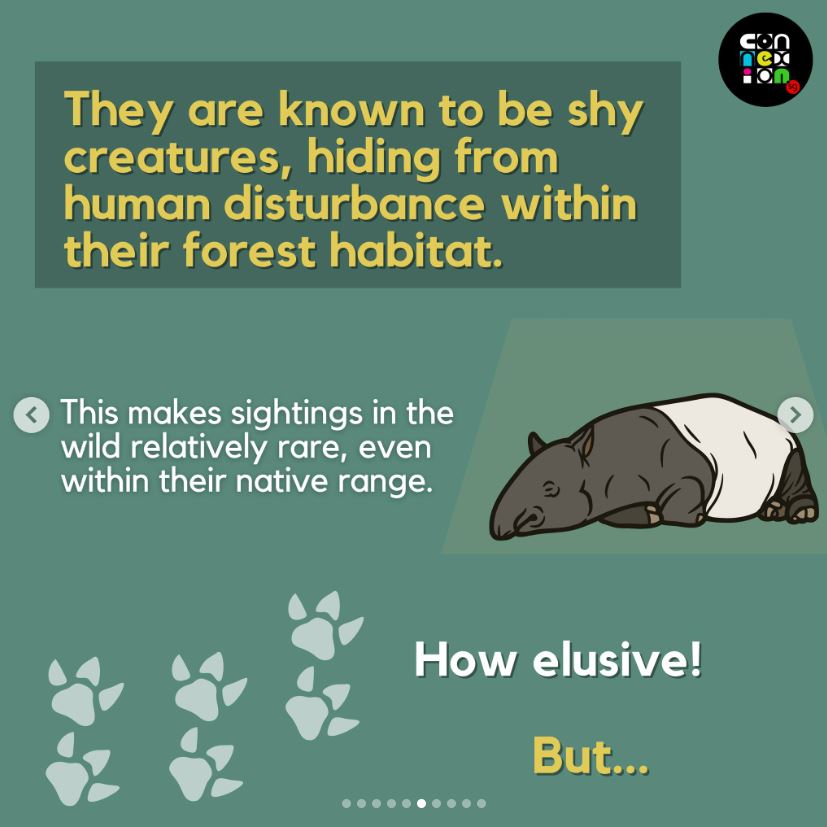 con
nex
ion
SG
They are known to be shy
creatures, hiding from
human disturbance within
their forest habitat.
This makes sightings in the
wild relatively rare, even
within their native range.
How elusive!
But...